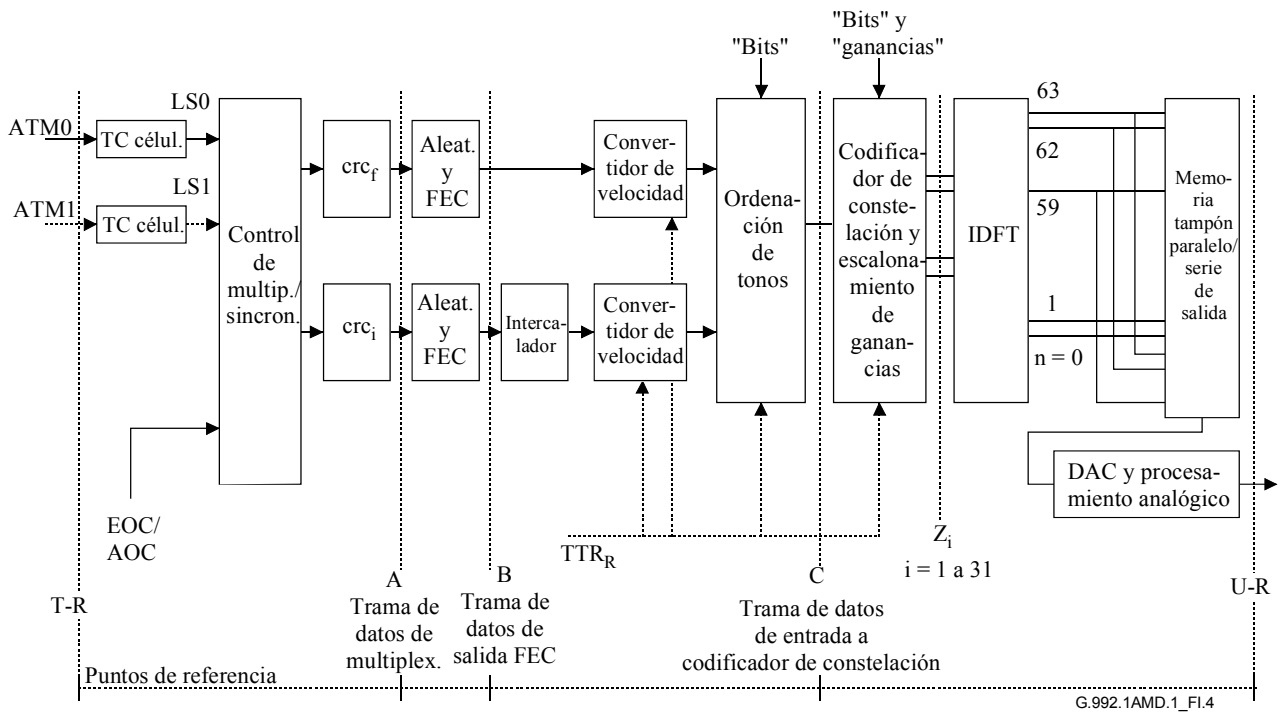 "Bits"
"Bits" y
"ganancias"
LS0
ATM0
TC célul.
LS1
ATM1
TC célul.
Control
de
multip./
sincron.
crcf
Aleat.
y
FEC
Conver-
tidor de
velocidad
crci
Aleat.
y
FEC
Interca-
lador
Conver-
tidor de
velocidad
Ordena-
ción
de
tonos
Codifica-
dor de
conste-
lación y
escalona-
miento
de
ganan-
cias
IDFT
63
62
59
1
n = 0
Memo-
ria
tampón
paralelo/
serie
de
salida
DAC y procesa-
miento analógico
EOC/
AOC
TTRR
Zi
i = 1 a 31
T-R
A
Trama de
datos de
multiplex.
B
Trama de
datos de
salida FEC
C
Trama de datos
de entrada a
codificador de constelación
U-R
Puntos de referencia
G.992.1AMD.1_FI.4